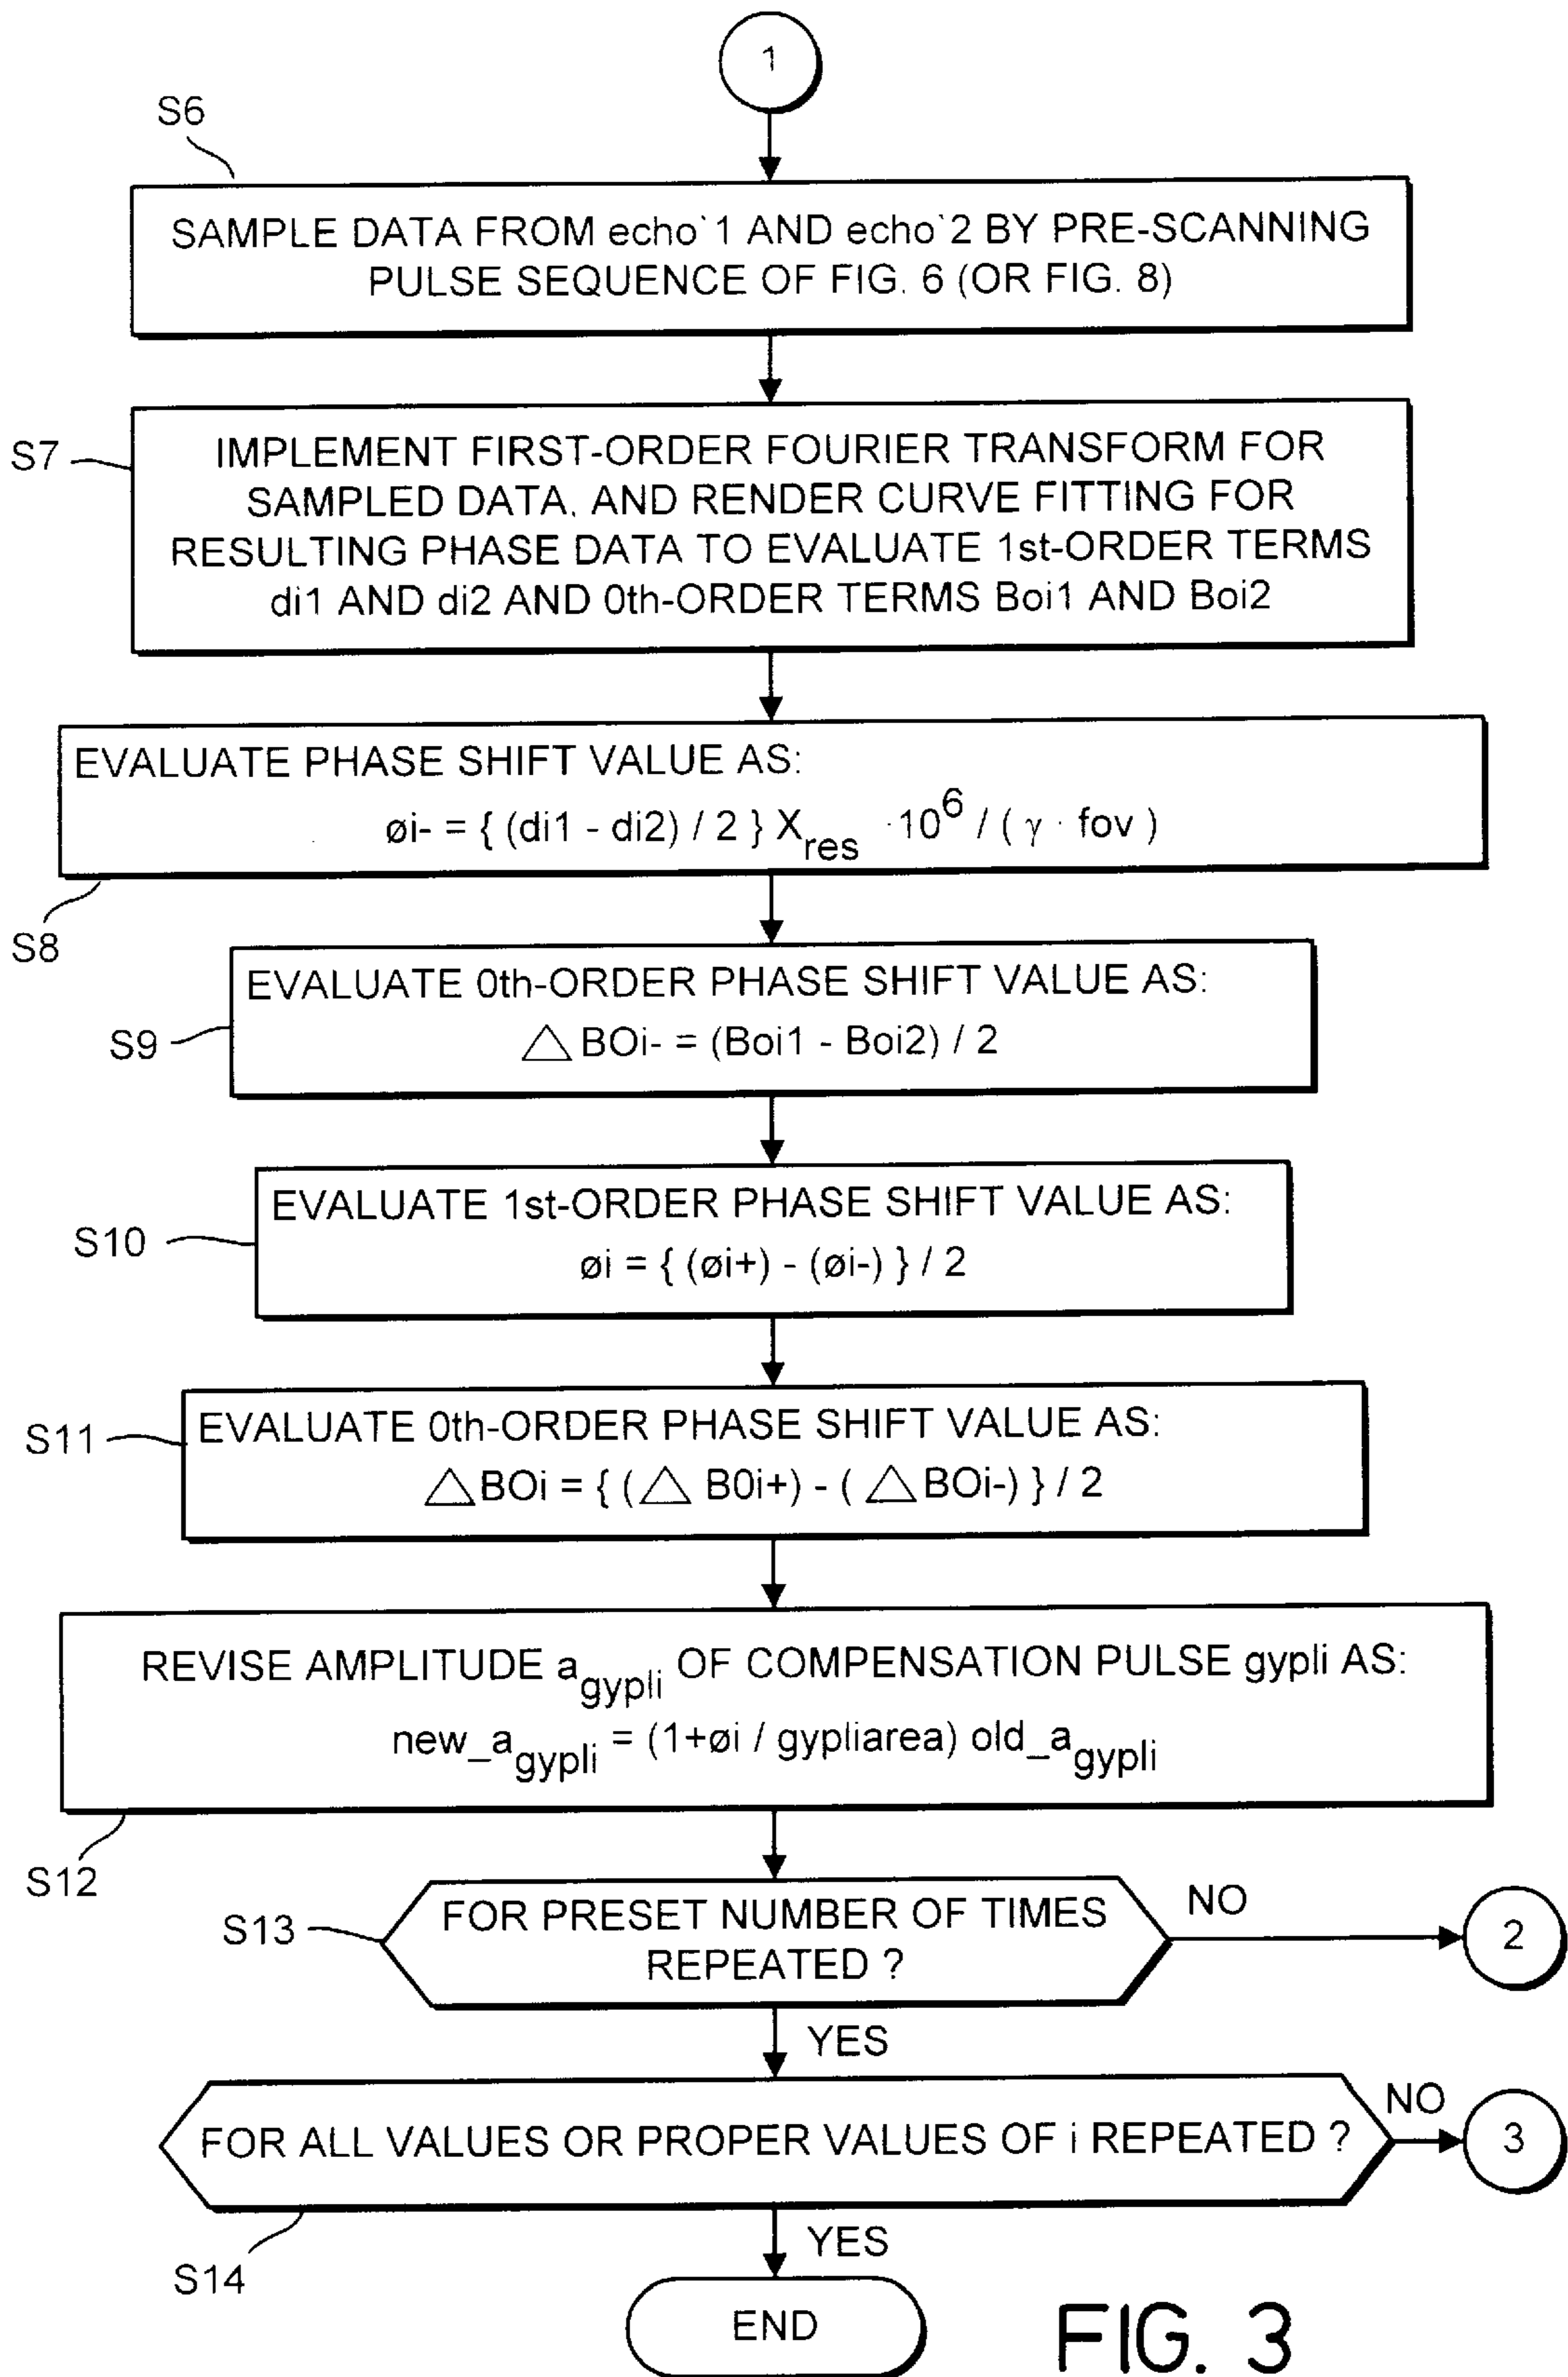 1
S6
SAMPLE DATA FROM echo`1 AND echo`2 BY PRE-SCANNING
PULSE SEQUENCE OF FIG. 6 (OR FIG. 8)
S7
IMPLEMENT FIRST-ORDER FOURIER TRANSFORM FOR
SAMPLED DATA, AND RENDER CURVE FITTING FOR
RESULTING PHASE DATA TO EVALUATE 1st-ORDER TERMS
di1 AND di2 AND 0th-ORDER TERMS Boi1 AND Boi2
EVALUATE PHASE SHIFT VALUE AS:
øi- = { (di1 - di2) / 2 } X_res · 10^6 / ( γ · fov )
S8
EVALUATE 0th-ORDER PHASE SHIFT VALUE AS:
S9
△ BOi- = (Boi1 - Boi2) / 2
EVALUATE 1st-ORDER PHASE SHIFT VALUE AS:
S10
øi = { (øi+) - (øi-) } / 2
EVALUATE 0th-ORDER PHASE SHIFT VALUE AS:
S11
△ BOi = { ( △ B0i+) - ( △ BOi-) } / 2
REVISE AMPLITUDE a_gypli OF COMPENSATION PULSE gypli AS:
new_a_gypli = (1+øi / gypliarea) old_a_gypli
S12
S13
FOR PRESET NUMBER OF TIMES
REPEATED ?
NO
2
YES
FOR ALL VALUES OR PROPER VALUES OF i REPEATED ?
NO
3
S14
YES
END
FIG. 3